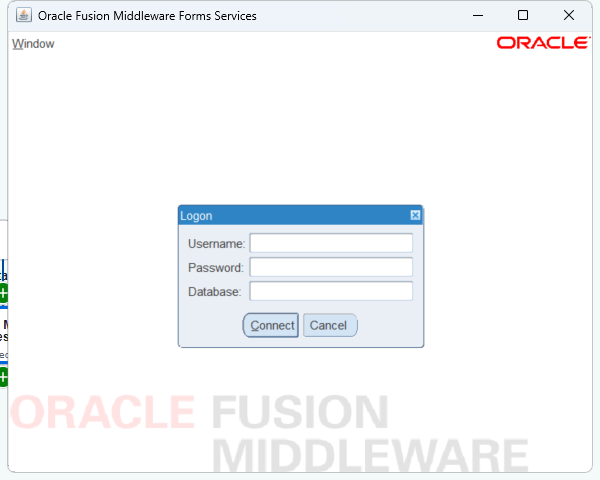 Oracle Fusion Middleware Forms Services
Window
ORACLE
Logon
Username:
Password:
Database:
Connect Cancel
ORACLE FUSION
MIDDLEWARE